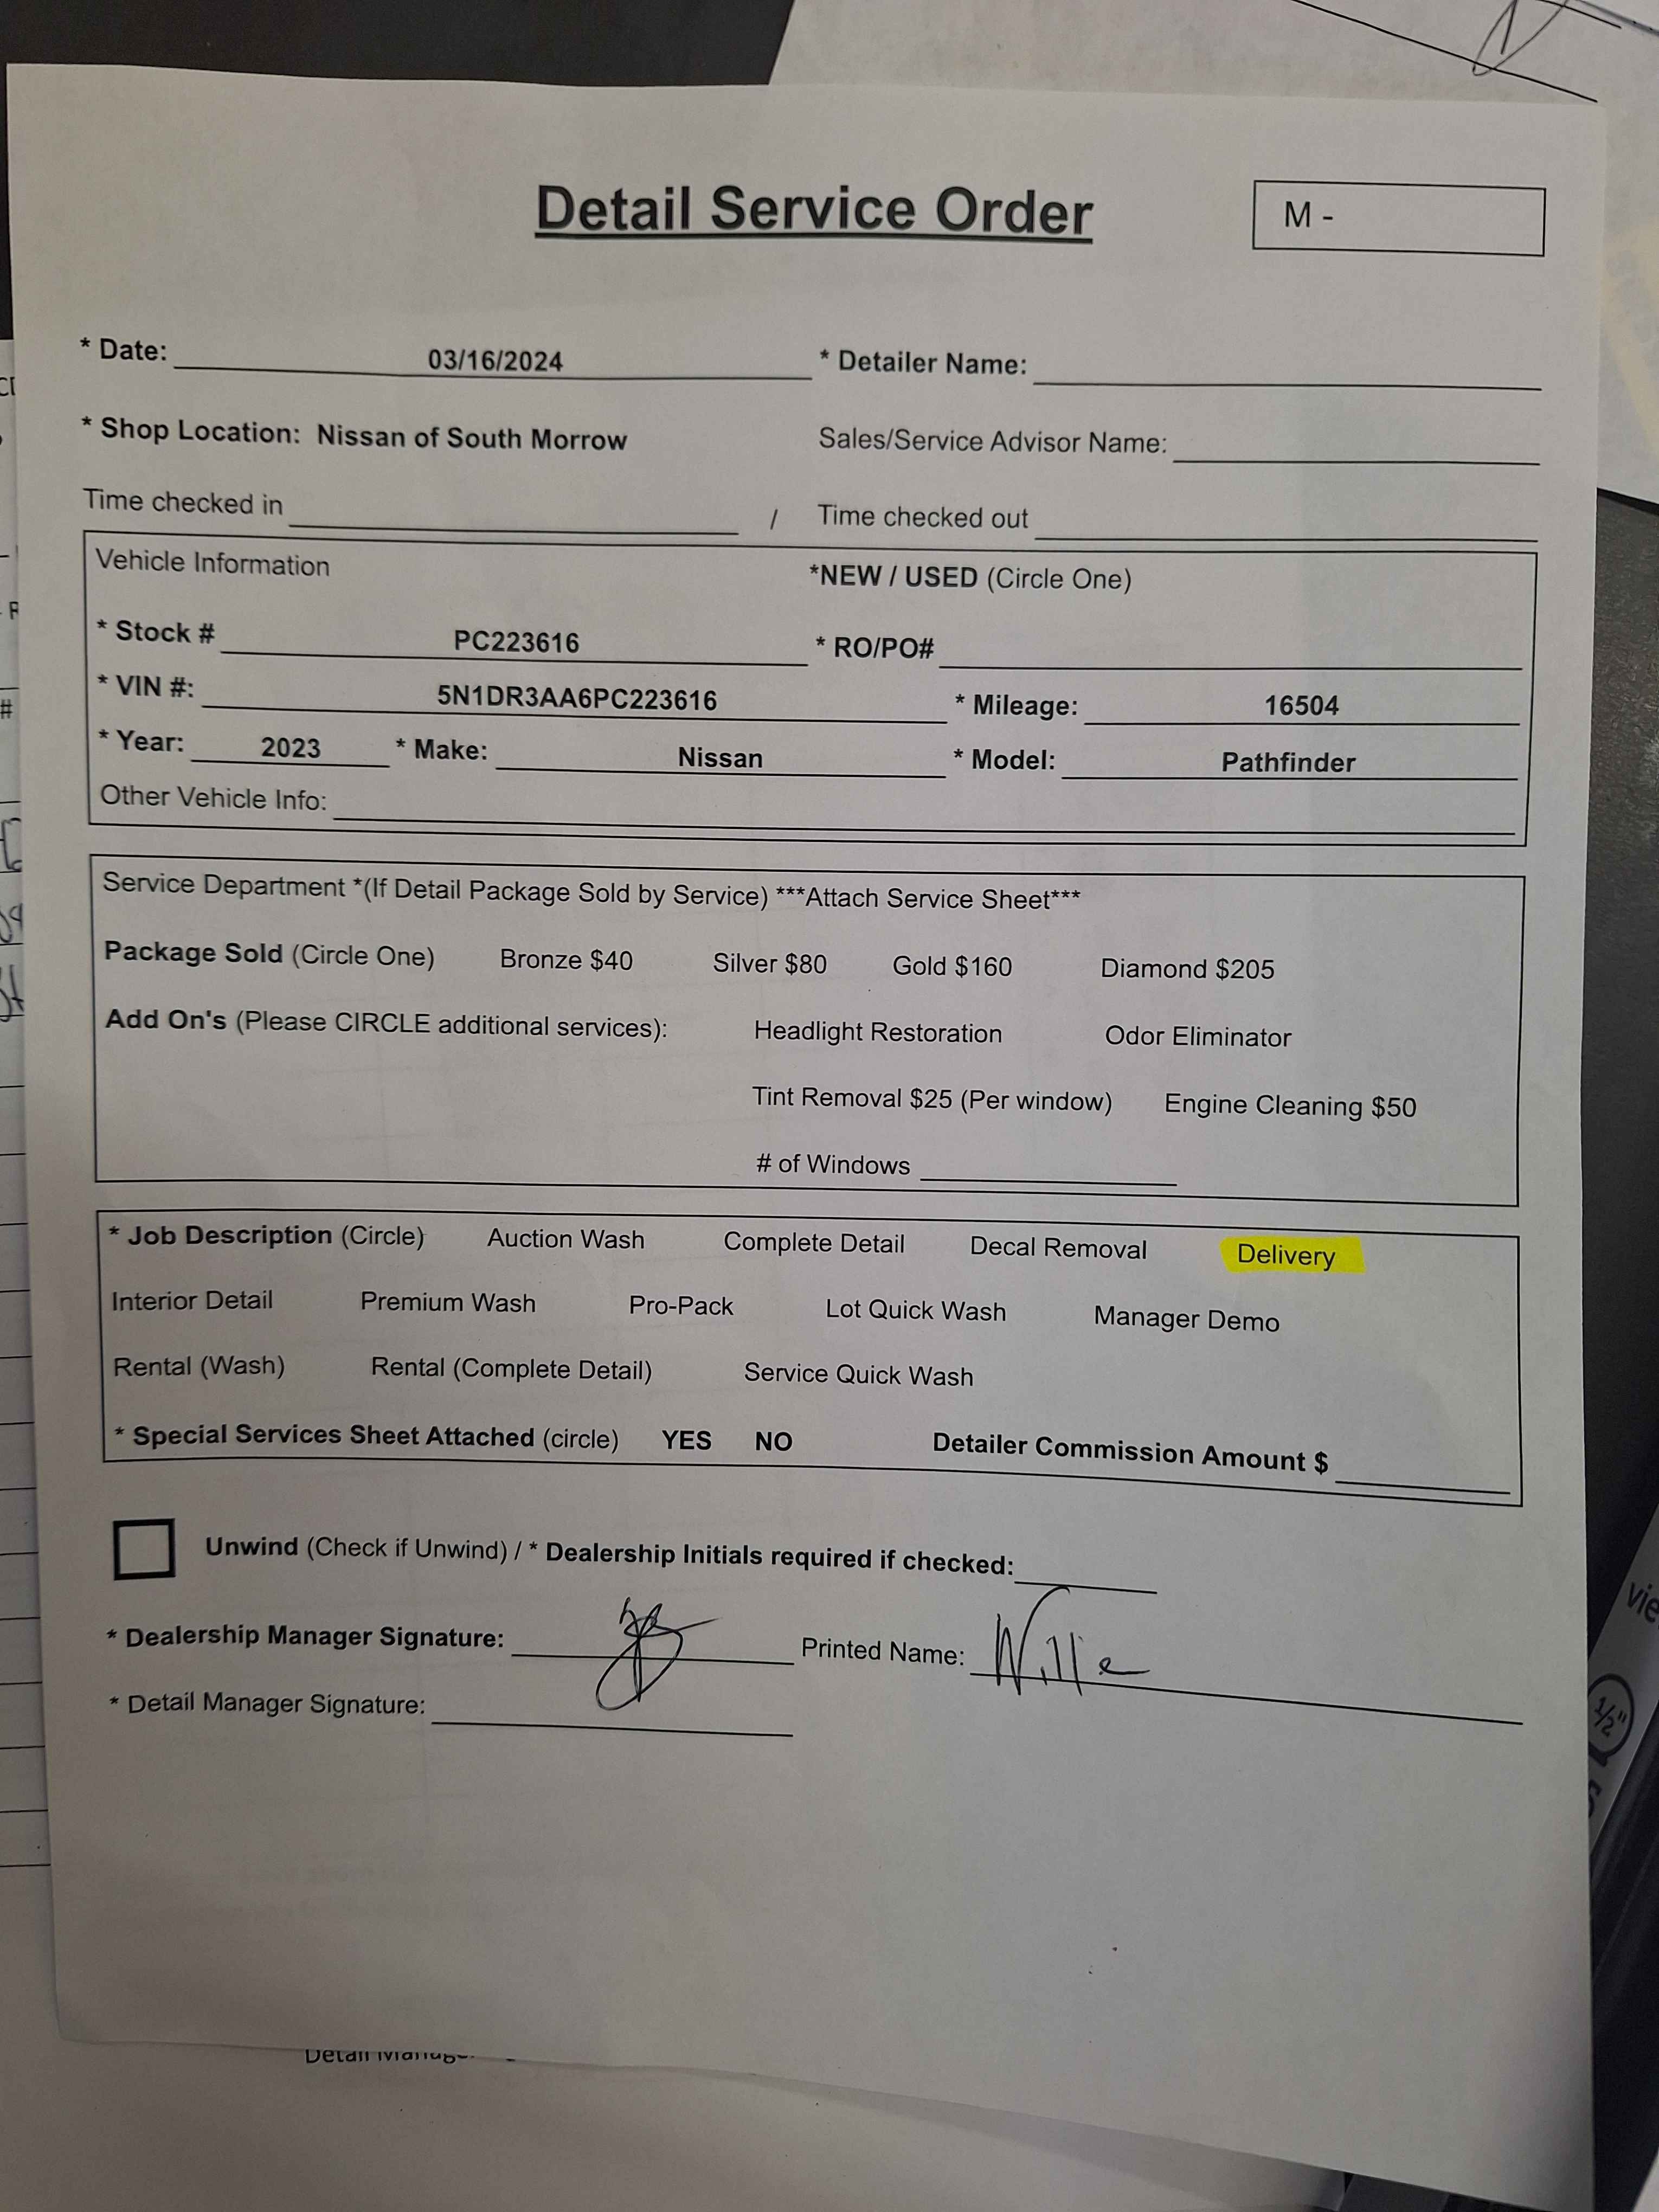 Detail Service Order
M -
* Date: 03/16/2024 * Detailer Name:
* Shop Location: Nissan of South Morrow Sales/Service Advisor Name:
Time checked in / Time checked out
Vehicle Information *NEW / USED (Circle One)
* Stock # PC223616 * RO/PO#
* VIN #: 5N1DR3AA6PC223616 * Mileage: 16504
* Year: 2023 * Make: Nissan * Model: Pathfinder
Other Vehicle Info:
Service Department *(If Detail Package Sold by Service) ***Attach Service Sheet***
Package Sold (Circle One) Bronze $40 Silver $80 Gold $160 Diamond $205
Add On's (Please CIRCLE additional services): Headlight Restoration Odor Eliminator
Tint Removal $25 (Per window) Engine Cleaning $50
# of Windows
* Job Description (Circle) Auction Wash Complete Detail Decal Removal Delivery
Interior Detail Premium Wash Pro-Pack Lot Quick Wash Manager Demo
Rental (Wash) Rental (Complete Detail) Service Quick Wash
* Special Services Sheet Attached (circle) YES NO Detailer Commission Amount $
Unwind (Check if Unwind) / * Dealership Initials required if checked:
* Dealership Manager Signature: Printed Name: Willie
* Detail Manager Signature:
vie
1/2"
Detail